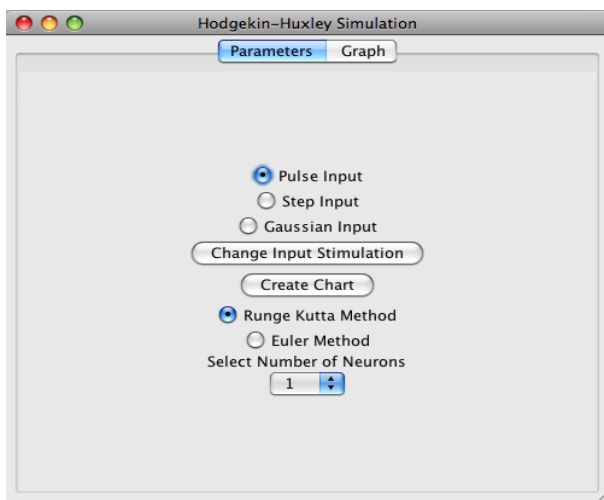 Hodgekin-Huxley Simulation
Parameters Graph
Pulse Input
Step Input
Gaussian Input
Change Input Stimulation
Create Chart
Runge Kutta Method
Euler Method
Select Number of Neurons
1